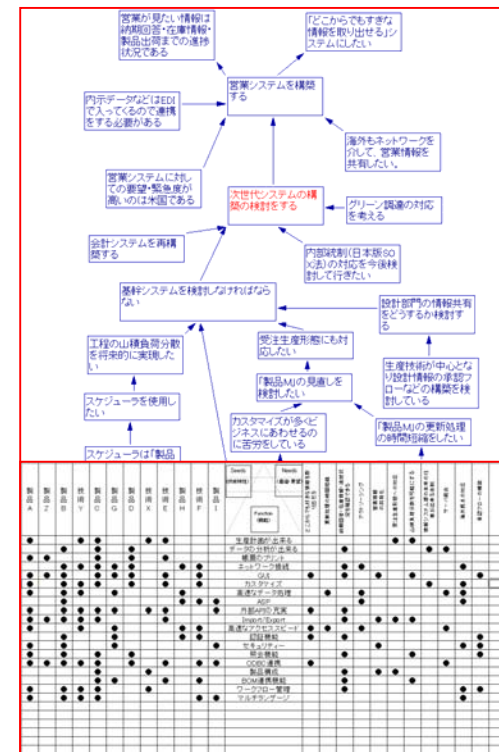 営業が見たい情報は
納期回答・在庫情報・
製品出荷までの進捗
状況である
「どこからでもすぎな
情報を取り出せる」シ
ステムにしたい
営業システムを構築
する
内示データなどはEDI
で入ってくるので連携
をする必要がある
海外もネットワークを
介して、営業情報を
共有したい。
営業システムに対し
ての要望・緊急度が
高いのは米国である
次世代システムの構
築の検討をする
グリーン調達の対応
を考える
会計システムを再構
築する
内部統制(日本版SO
X法)の対応を今後検
討して行きたい
基幹システムを検討しなければなら
ない
設計部門の情報共有
をどうするか検討す
る
工程の山積負荷分散
を将来的に実現した
い
受注生産形態にも対
応したい
生産技術が中心とな
り設計情報の承認フ
ローなどの構築を検
討している
「製品M」の見直しを
検討したい
スケジューラを使用し
たい
カスタマイズが多くビ
ジネスにあわせるの
に苦労をしている
「製品M」の更新処理
の時間短縮をしたい
スケジューラは「製品
製品A
製品Z
製品B
技術Y
製品C
製品G
製品D
技術X
技術E
製品H
技術F
製品I
Seeds
Needs
Function
(機能)
生産計画が出来る
データの分析が出来る
帳票のプリント
ネットワーク接続
GUI
カスタマイズ
高速なデータ処理
ASP
外部APIの充実
Import/Export
高速なアクセススピード
認証機能
セキュリティー
照会機能
ODBC連携
製品構成
BOM連携機能
ワークフロー管理
マルチランゲージ